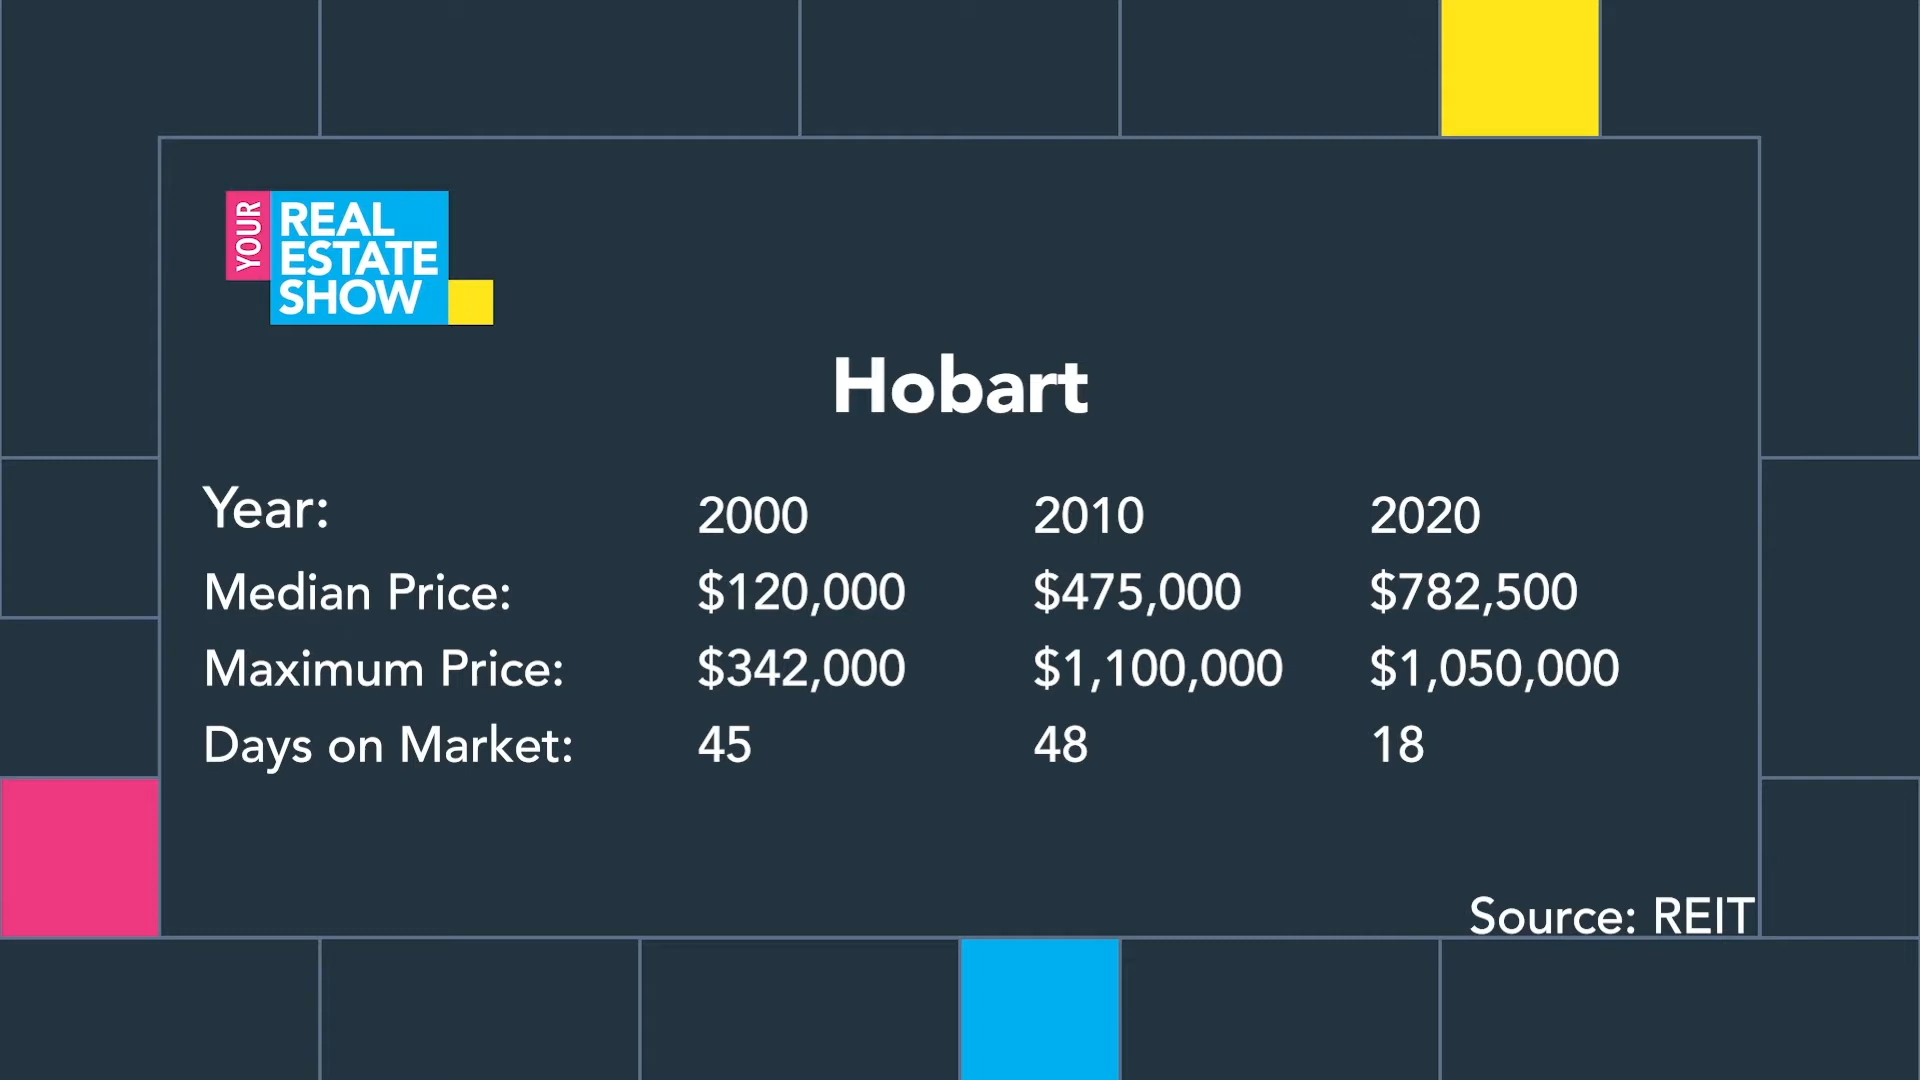 YOUR
REAL
ESTATE
SHOW
Hobart
Year: 2000 2010 2020
Median Price: $120,000 $475,000 $782,500
Maximum Price: $342,000 $1,100,000 $1,050,000
Days on Market: 45 48 18
Source: REIT